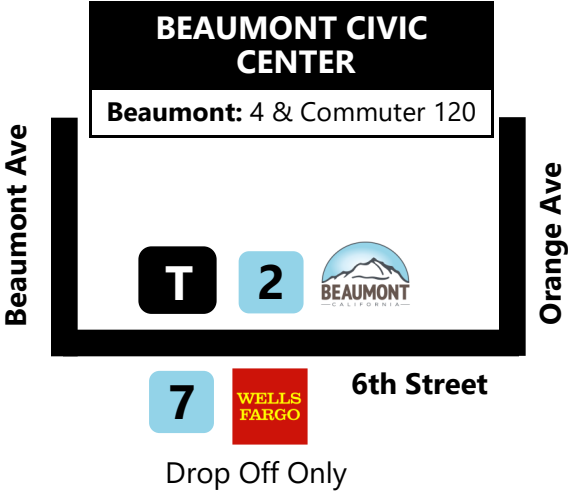 BEAUMONT CIVIC
CENTER
Beaumont: 4 & Commuter 120
Beaumont Ave
Orange Ave
T
2
BEAUMONT
CALIFORNIA
6th Street
7
WELLS
FARGO
Drop Off Only